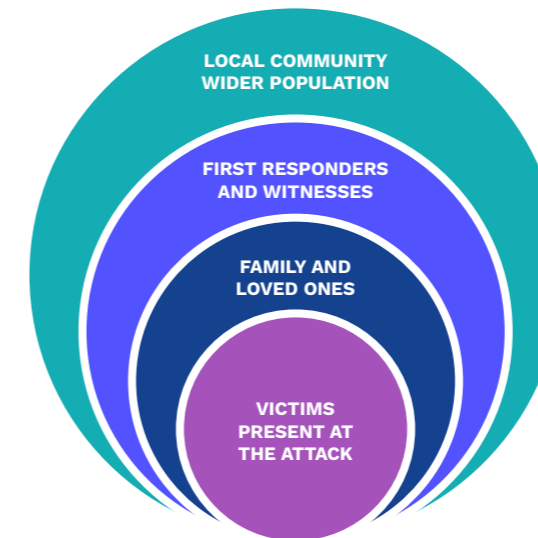 LOCAL COMMUNITY
WIDER POPULATION
FIRST RESPONDERS
AND WITNESSES
FAMILY AND
LOVED ONES
VICTIMS
PRESENT AT
THE ATTACK